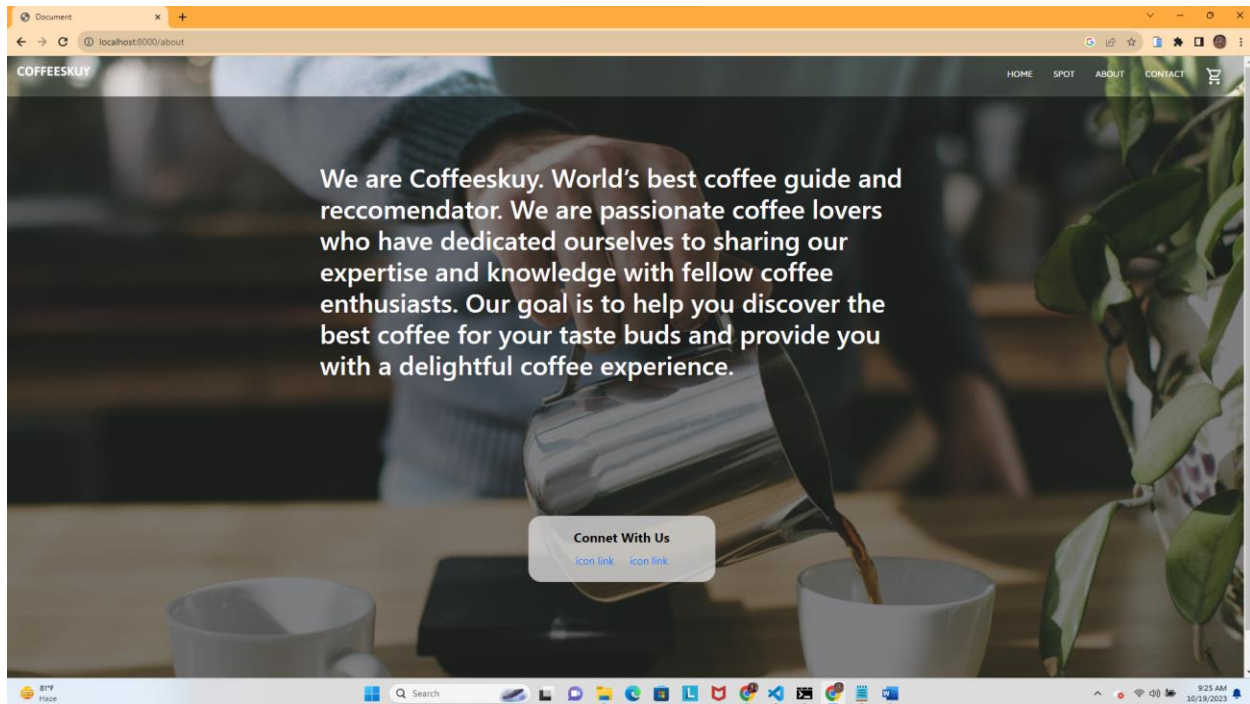 Document
localhost:8000/about
COFFEESKUY
HOME SPOT ABOUT CONTACT
We are Coffeeskuy. World’s best coffee guide and
reccomendator. We are passionate coffee lovers
who have dedicated ourselves to sharing our
expertise and knowledge with fellow coffee
enthusiasts. Our goal is to help you discover the
best coffee for your taste buds and provide you
with a delightful coffee experience.
Connet With Us
icon link icon link
81°F
Haze
Search
9:25 AM
10/19/2023